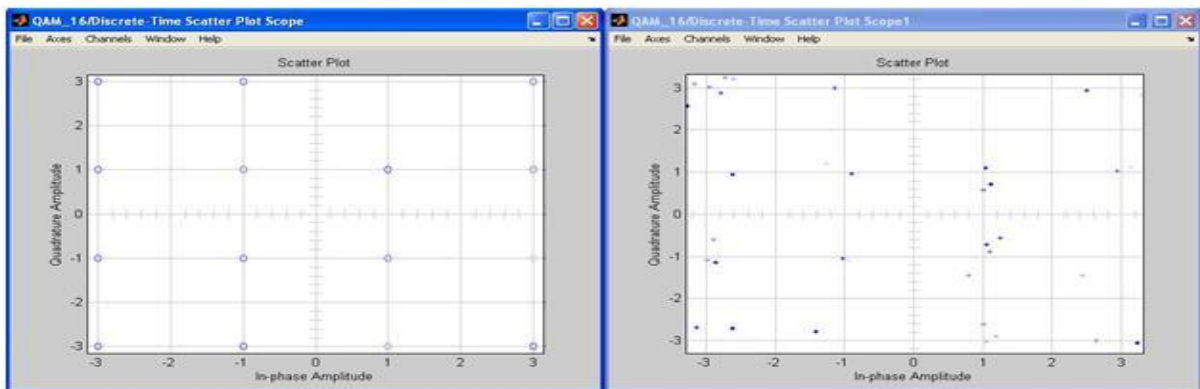 QAM_16/Discrete-Time Scatter Plot Scope
File Axes Channels Window Help
Scatter Plot
3
2
1
0
-1
-2
-3
Quadrature Amplitude
-3 -2 -1 0 1 2 3
In-phase Amplitude
QAM_16/Discrete-Time Scatter Plot Scope1
File Axes Channels Window Help
Scatter Plot
3
2
1
0
-1
-2
-3
Quadrature Amplitude
-3 -2 -1 0 1 2 3
In-phase Amplitude